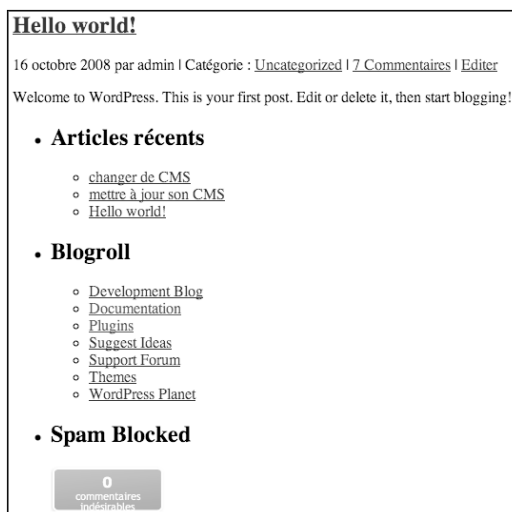 Hello world!
16 octobre 2008 par admin | Catégorie : Uncategorized | 7 Commentaires | Editer
Welcome to WordPress. This is your first post. Edit or delete it, then start blogging!
Articles récents
changer de CMS
mettre à jour son CMS
Hello world!
Blogroll
Development Blog
Documentation
Plugins
Suggest Ideas
Support Forum
Themes
WordPress Planet
Spam Blocked
0
commentaires
indésirables